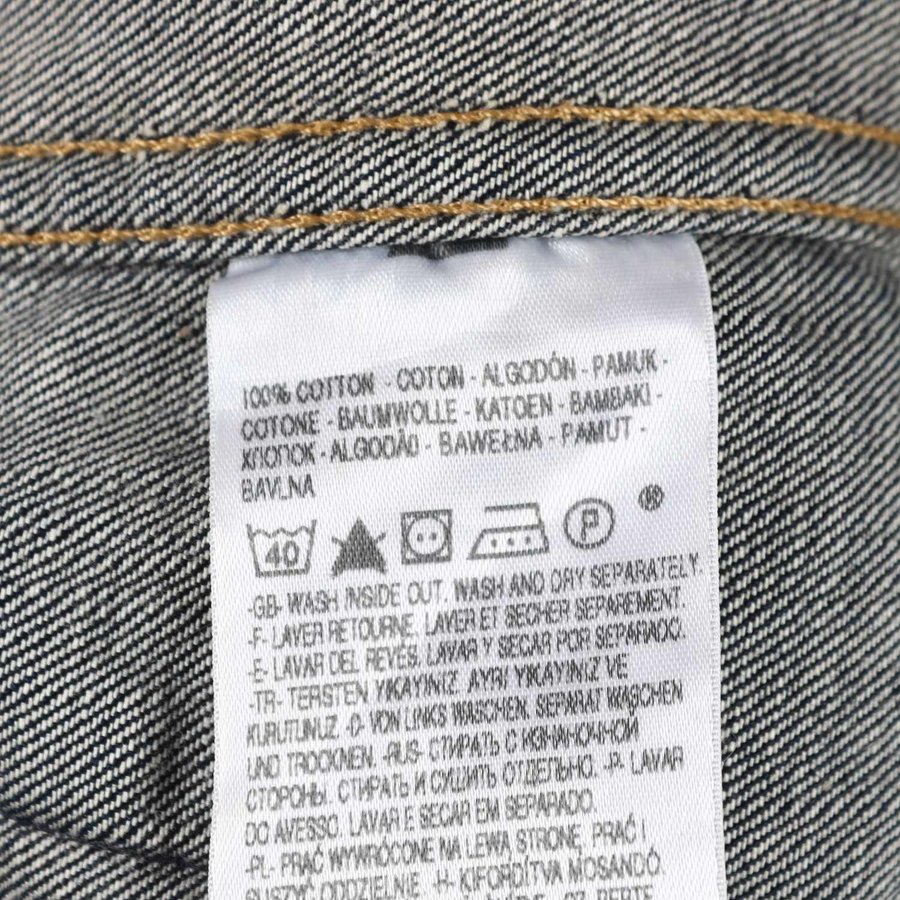 100% COTTON - COTON - ALGODÓN - PAMUK -
COTONE - BAUMWOLLE - KATOEN - BAMBAKI -
ХЛОПОК - ALGODÃO - BAWEŁNA - PAMUT -
BAVLNA
40 P ®
-GB- WASH INSIDE OUT. WASH AND DRY SEPARATELY.
-F- LAVER RETOURNE. LAVER ET SECHER SEPAREMENT.
-E- LAVAR DEL REVÉS. LAVAR Y SECAR POR SEPARADO.
-TR- TERSTEN YIKAYINIZ. AYRI YIKAYINIZ VE
KURUTUNUZ. -D- VON LINKS WASCHEN. SEPARAT WASCHEN
UND TROCKNEN. -RUS- СТИРАТЬ С ИЗНАНОЧНОЙ
СТОРОНЫ. СТИРАТЬ И СУШИТЬ ОТДЕЛЬНО. -P- LAVAR
DO AVESSO. LAVAR E SECAR EM SEPARADO.
-PL- PRAĆ WYWRÓCONE NA LEWĄ STRONĘ, PRAĆ I
SUSZYĆ ODDZIELNIE. -H- KIFORDÍTVA MOSANDÓ.
CZ- PERTE